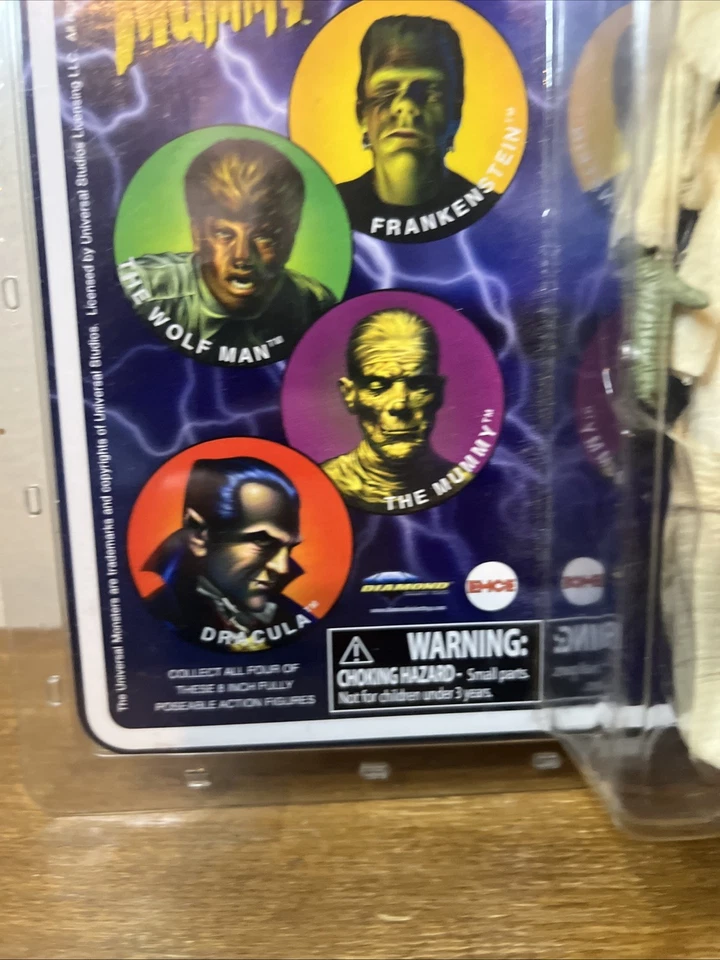 Mummy
FRANKENSTEIN™
THE WOLF MAN™
THE MUMMY™
DRACULA™
DIAMOND
EMCE
WARNING:
CHOKING HAZARD - Small parts.
Not for children under 3 years.
COLLECT ALL FOUR OF
THESE 8 INCH FULLY
POSEABLE ACTION FIGURES
The Universal Monsters are trademarks and copyrights of Universal Studios. Licensed by Universal Studios Licensing LLC. All